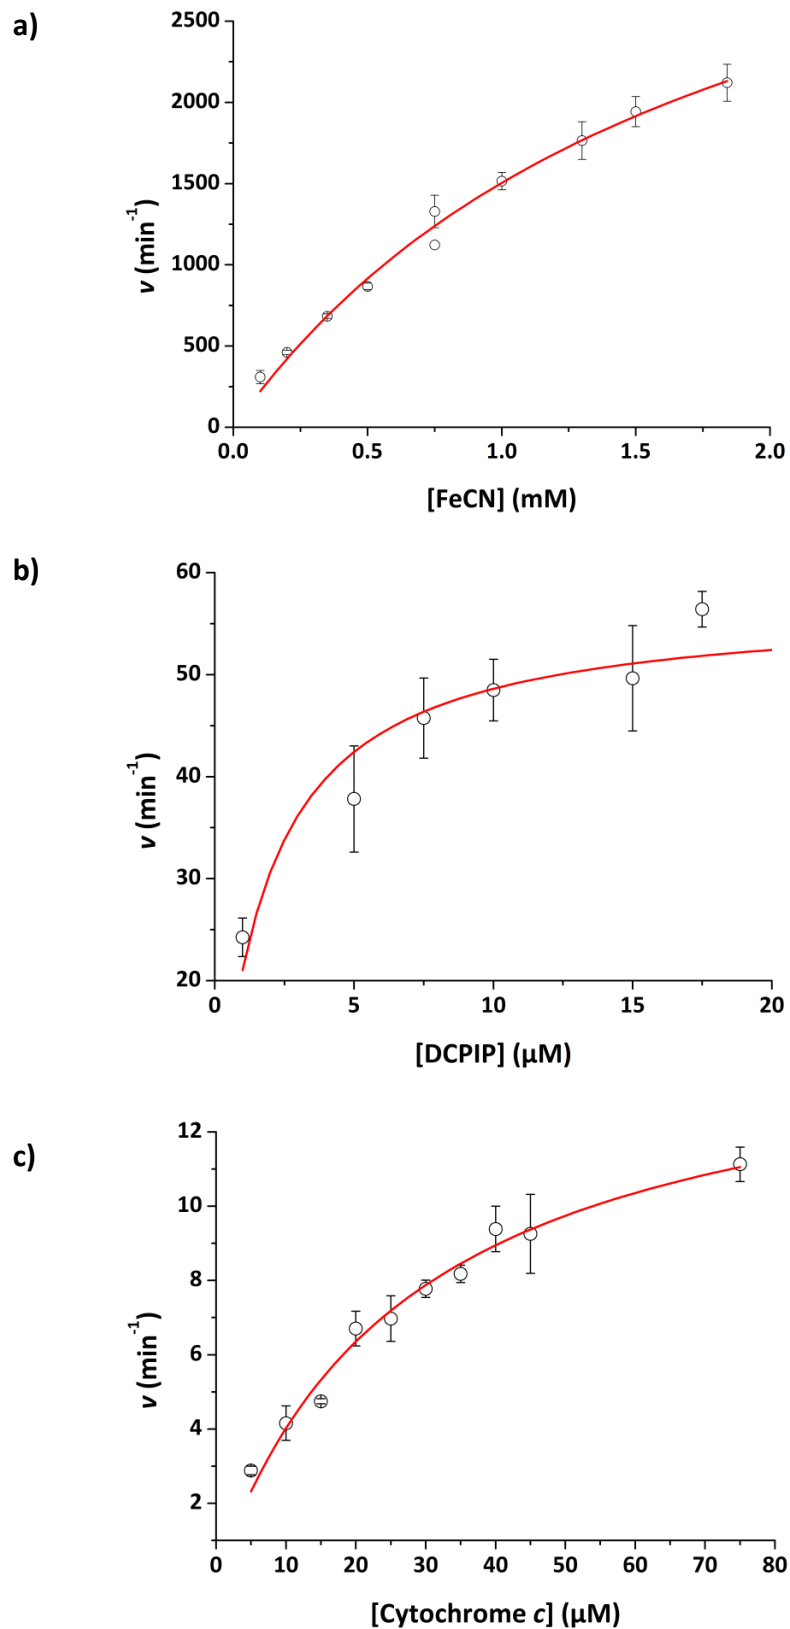 a)
2500
2000
1500
1000
500
0
v (min⁻¹)
0.0 0.5 1.0 1.5 2.0
[FeCN] (mM)
b)
60
50
40
30
20
v (min⁻¹)
0 5 10 15 20
[DCPIP] (µM)
c)
12
10
8
6
4
2
v (min⁻¹)
0 10 20 30 40 50 60 70 80
[Cytochrome c] (µM)